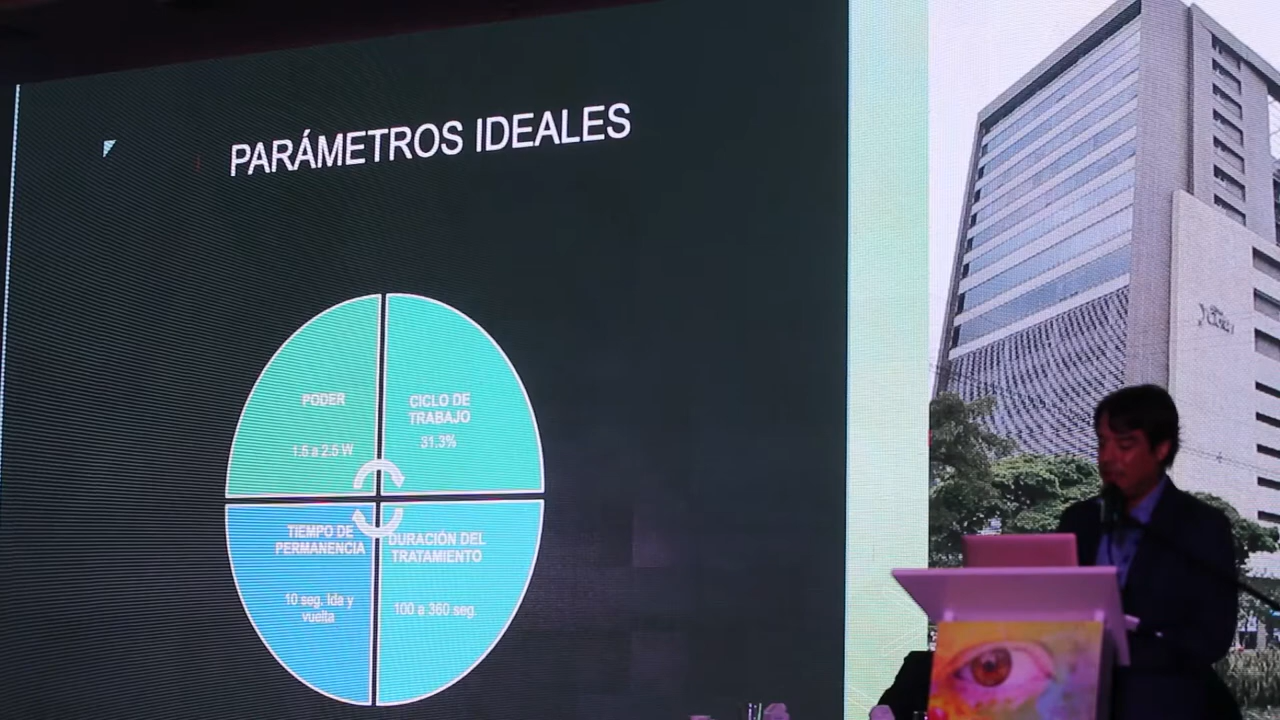 PARÁMETROS IDEALES
PODER
1.5 a 2.5 W
CICLO DE
TRABAJO
31.3%
TIEMPO DE
PERMANENCIA
10 seg. Ida y
vuelta
DURACIÓN DEL
TRATAMIENTO
100 a 360 seg.